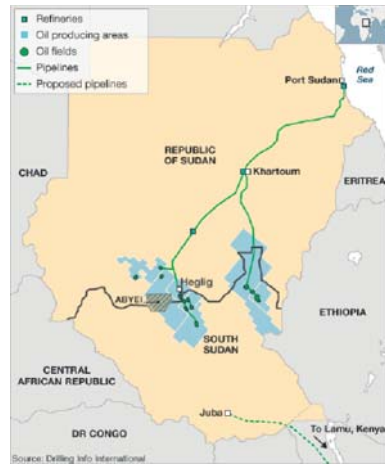 Refineries
Oil producing areas
Oil fields
Pipelines
Proposed pipelines
Port Sudan
Red
Sea
REPUBLIC
OF SUDAN
CHAD
Khartoum
ERITREA
Heglig
ABYEI
ETHIOPIA
SOUTH
SUDAN
CENTRAL
AFRICAN REPUBLIC
Juba
To Lamu, Kenya
DR CONGO
Source: Drilling Info International